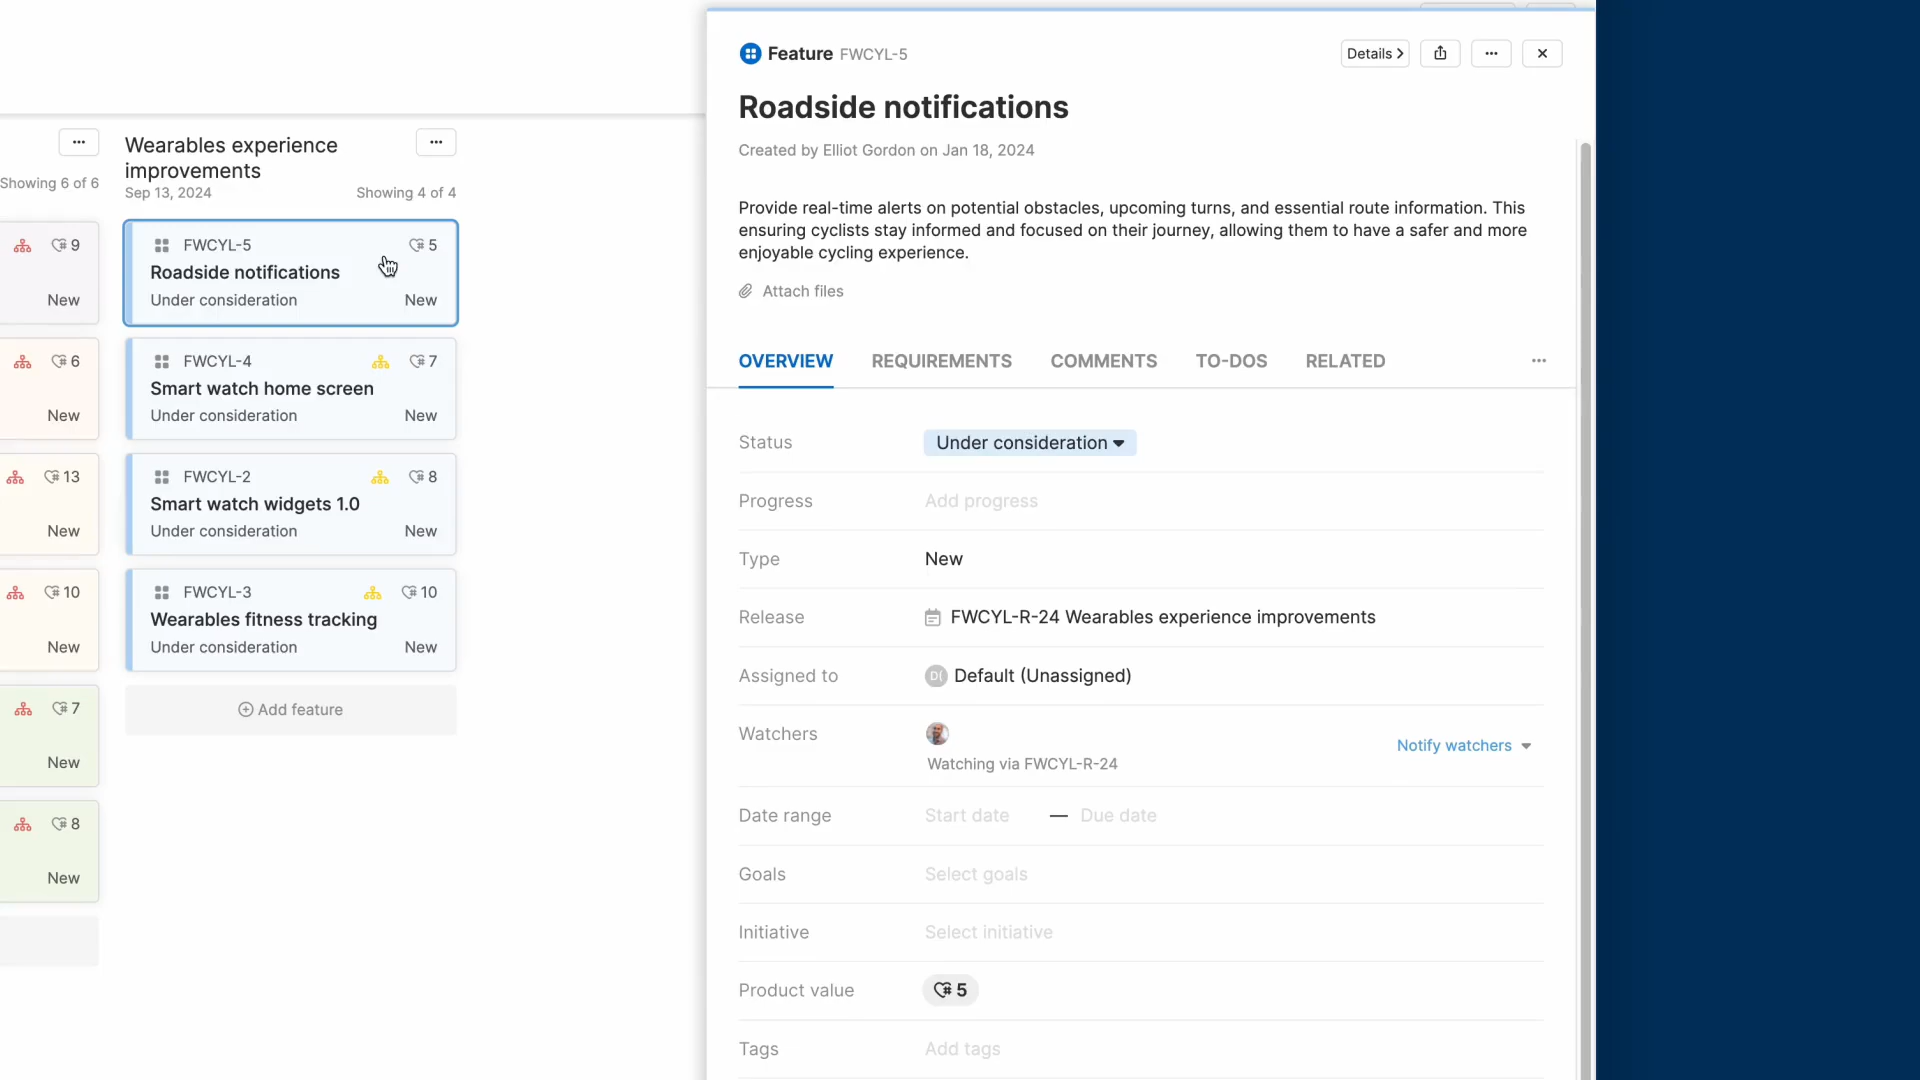 Showing 6 of 6
9
New
6
New
13
New
10
New
7
New
8
New
Wearables experience
improvements
Sep 13, 2024
Showing 4 of 4
FWCYL-5
5
Roadside notifications
Under consideration
New
FWCYL-4
7
Smart watch home screen
Under consideration
New
FWCYL-2
8
Smart watch widgets 1.0
Under consideration
New
FWCYL-3
10
Wearables fitness tracking
Under consideration
New
Add feature
Feature FWCYL-5
Details
Roadside notifications
Created by Elliot Gordon on Jan 18, 2024
Provide real-time alerts on potential obstacles, upcoming turns, and essential route information. This
ensuring cyclists stay informed and focused on their journey, allowing them to have a safer and more
enjoyable cycling experience.
Attach files
OVERVIEW REQUIREMENTS COMMENTS TO-DOS RELATED
Status Under consideration
Progress Add progress
Type New
Release FWCYL-R-24 Wearables experience improvements
Assigned to D( Default (Unassigned)
Watchers
Notify watchers
Watching via FWCYL-R-24
Date range Start date — Due date
Goals Select goals
Initiative Select initiative
Product value 5
Tags Add tags